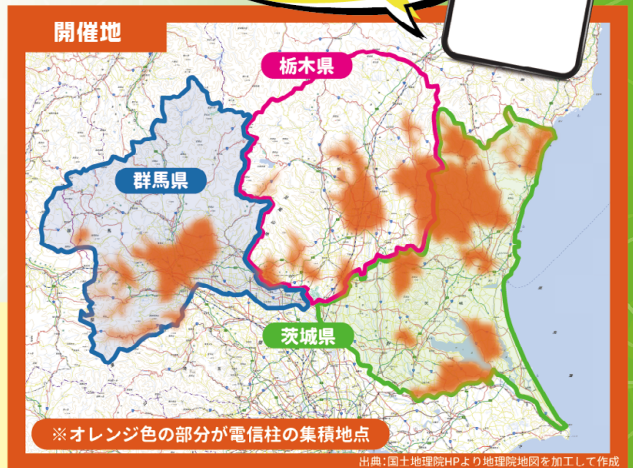 開催地
栃木県
群馬県
茨城県
※オレンジ色の部分が電信柱の集積地点
出典:国土地理院HPより地理院地図を加工して作成